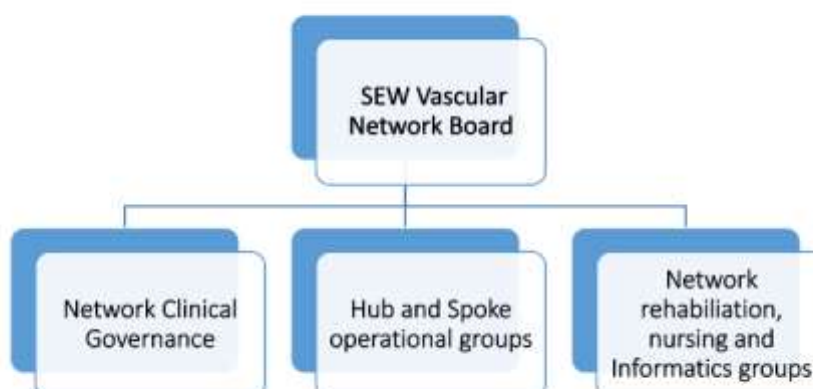 SEW Vascular
Network Board
Network Clinical
Governance
Hub and Spoke
operational groups
Network
rehabiliation,
nursing and
Informatics groups